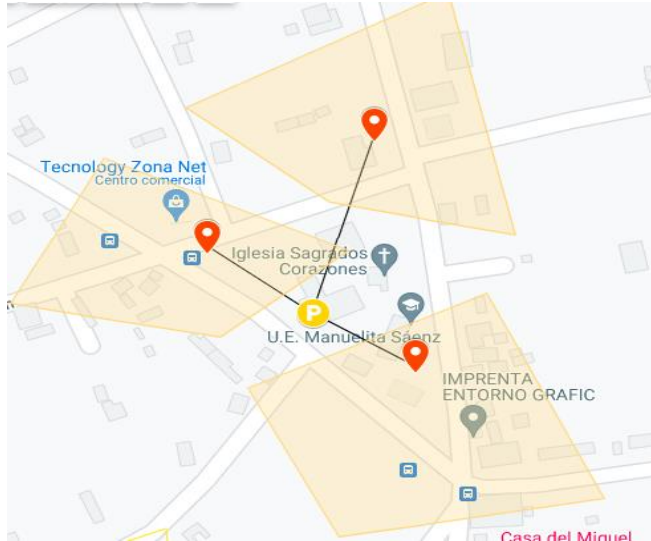 Tecnology Zona Net
Centro comercial
Iglesia Sagrados
Corazones
P
U.E. Manuelita Sáenz
IMPRENTA
ENTORNO GRAFIC
Casa del Miguel